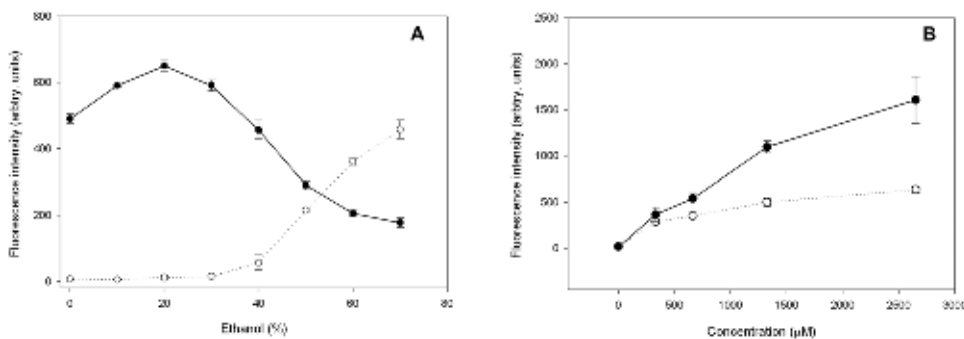 A
Fluorescence intensity (arbitry. units)
800
600
400
200
0
0 20 40 60 80
Ethanol (%)
B
Fluorescence intensity (arbitry. units)
2500
2000
1500
1000
500
0
0 500 1000 1500 2000 2500 3000
Concentration (µM)